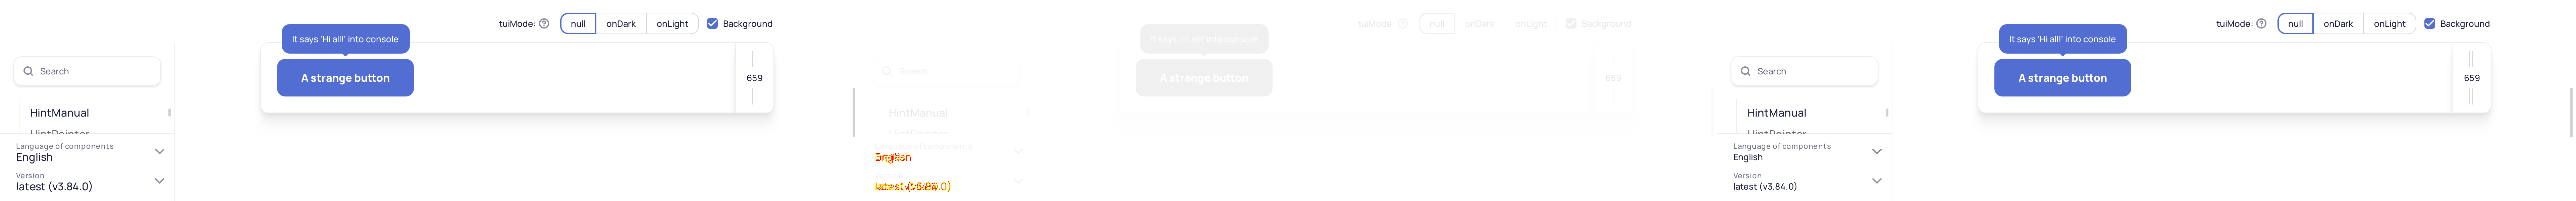 tuiMode: null onDark onLight Background
It says 'Hi all!' into console
Search
A strange button
659
HintManual
HintPointer
Language of components
English
Version
latest (v3.84.0)
tuiMode: null onDark onLight Background
It says 'Hi all!' into console
Search
A strange button
659
HintManual
HintPointer
Language of components
English
Version
latest (v3.84.0)
tuiMode: null onDark onLight Background
It says 'Hi all!' into console
Search
A strange button
659
HintManual
HintPointer
Language of components
English
Version
latest (v3.84.0)